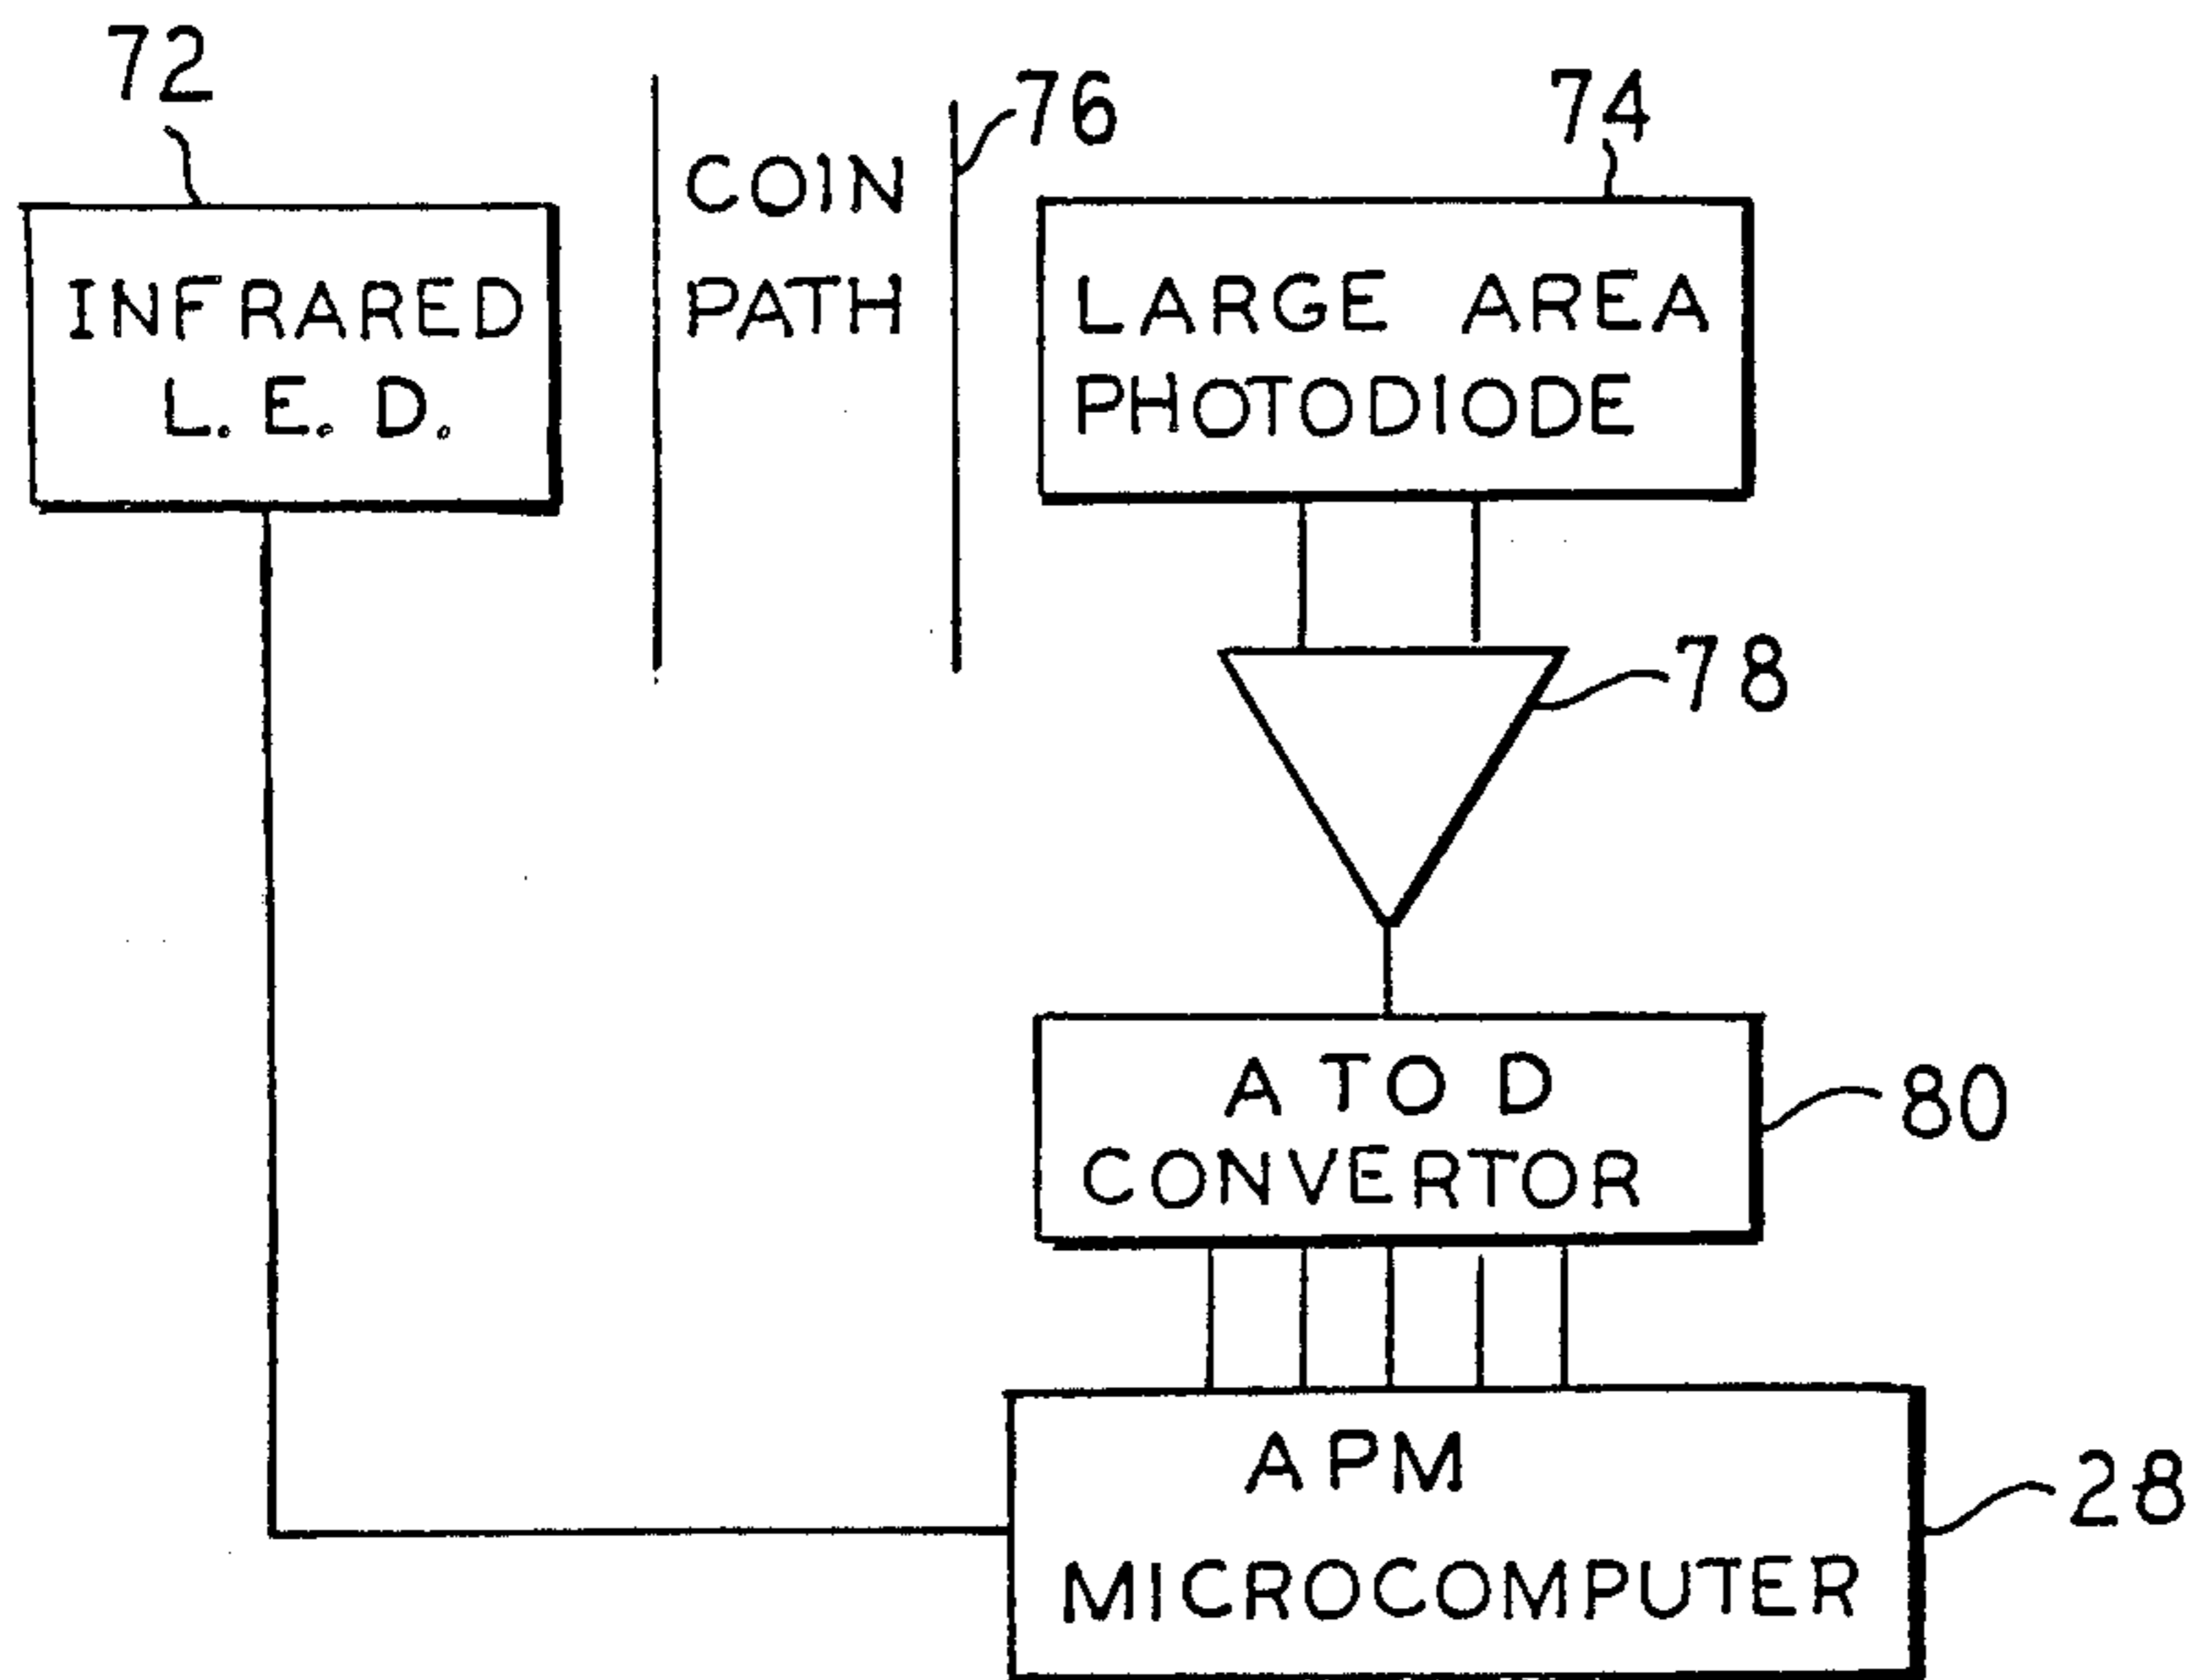 72
76
74
COIN
PATH
INFRARED
L.E.D.
LARGE AREA
PHOTODIODE
78
A TO D
CONVERTOR
80
APM
MICROCOMPUTER
28